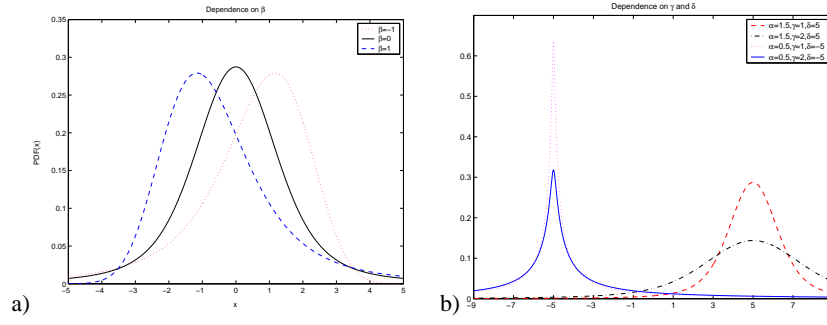 Dependence on β
0.35
0.3
0.25
0.2
0.15
0.1
0.05
0
PDF(x)
β=−1
β=0
β=1
−5 −4 −3 −2 −1 0 1 2 3 4 5
x
a)
Dependence on γ and δ
0.7
0.6
0.5
0.4
0.3
0.2
0.1
0
α=1.5,γ=1,δ=5
α=1.5,γ=2,δ=5
α=0.5,γ=1,δ=−5
α=0.5,γ=2,δ=−5
−9 −7 −5 −3 −1 1 3 5 7 9
b)